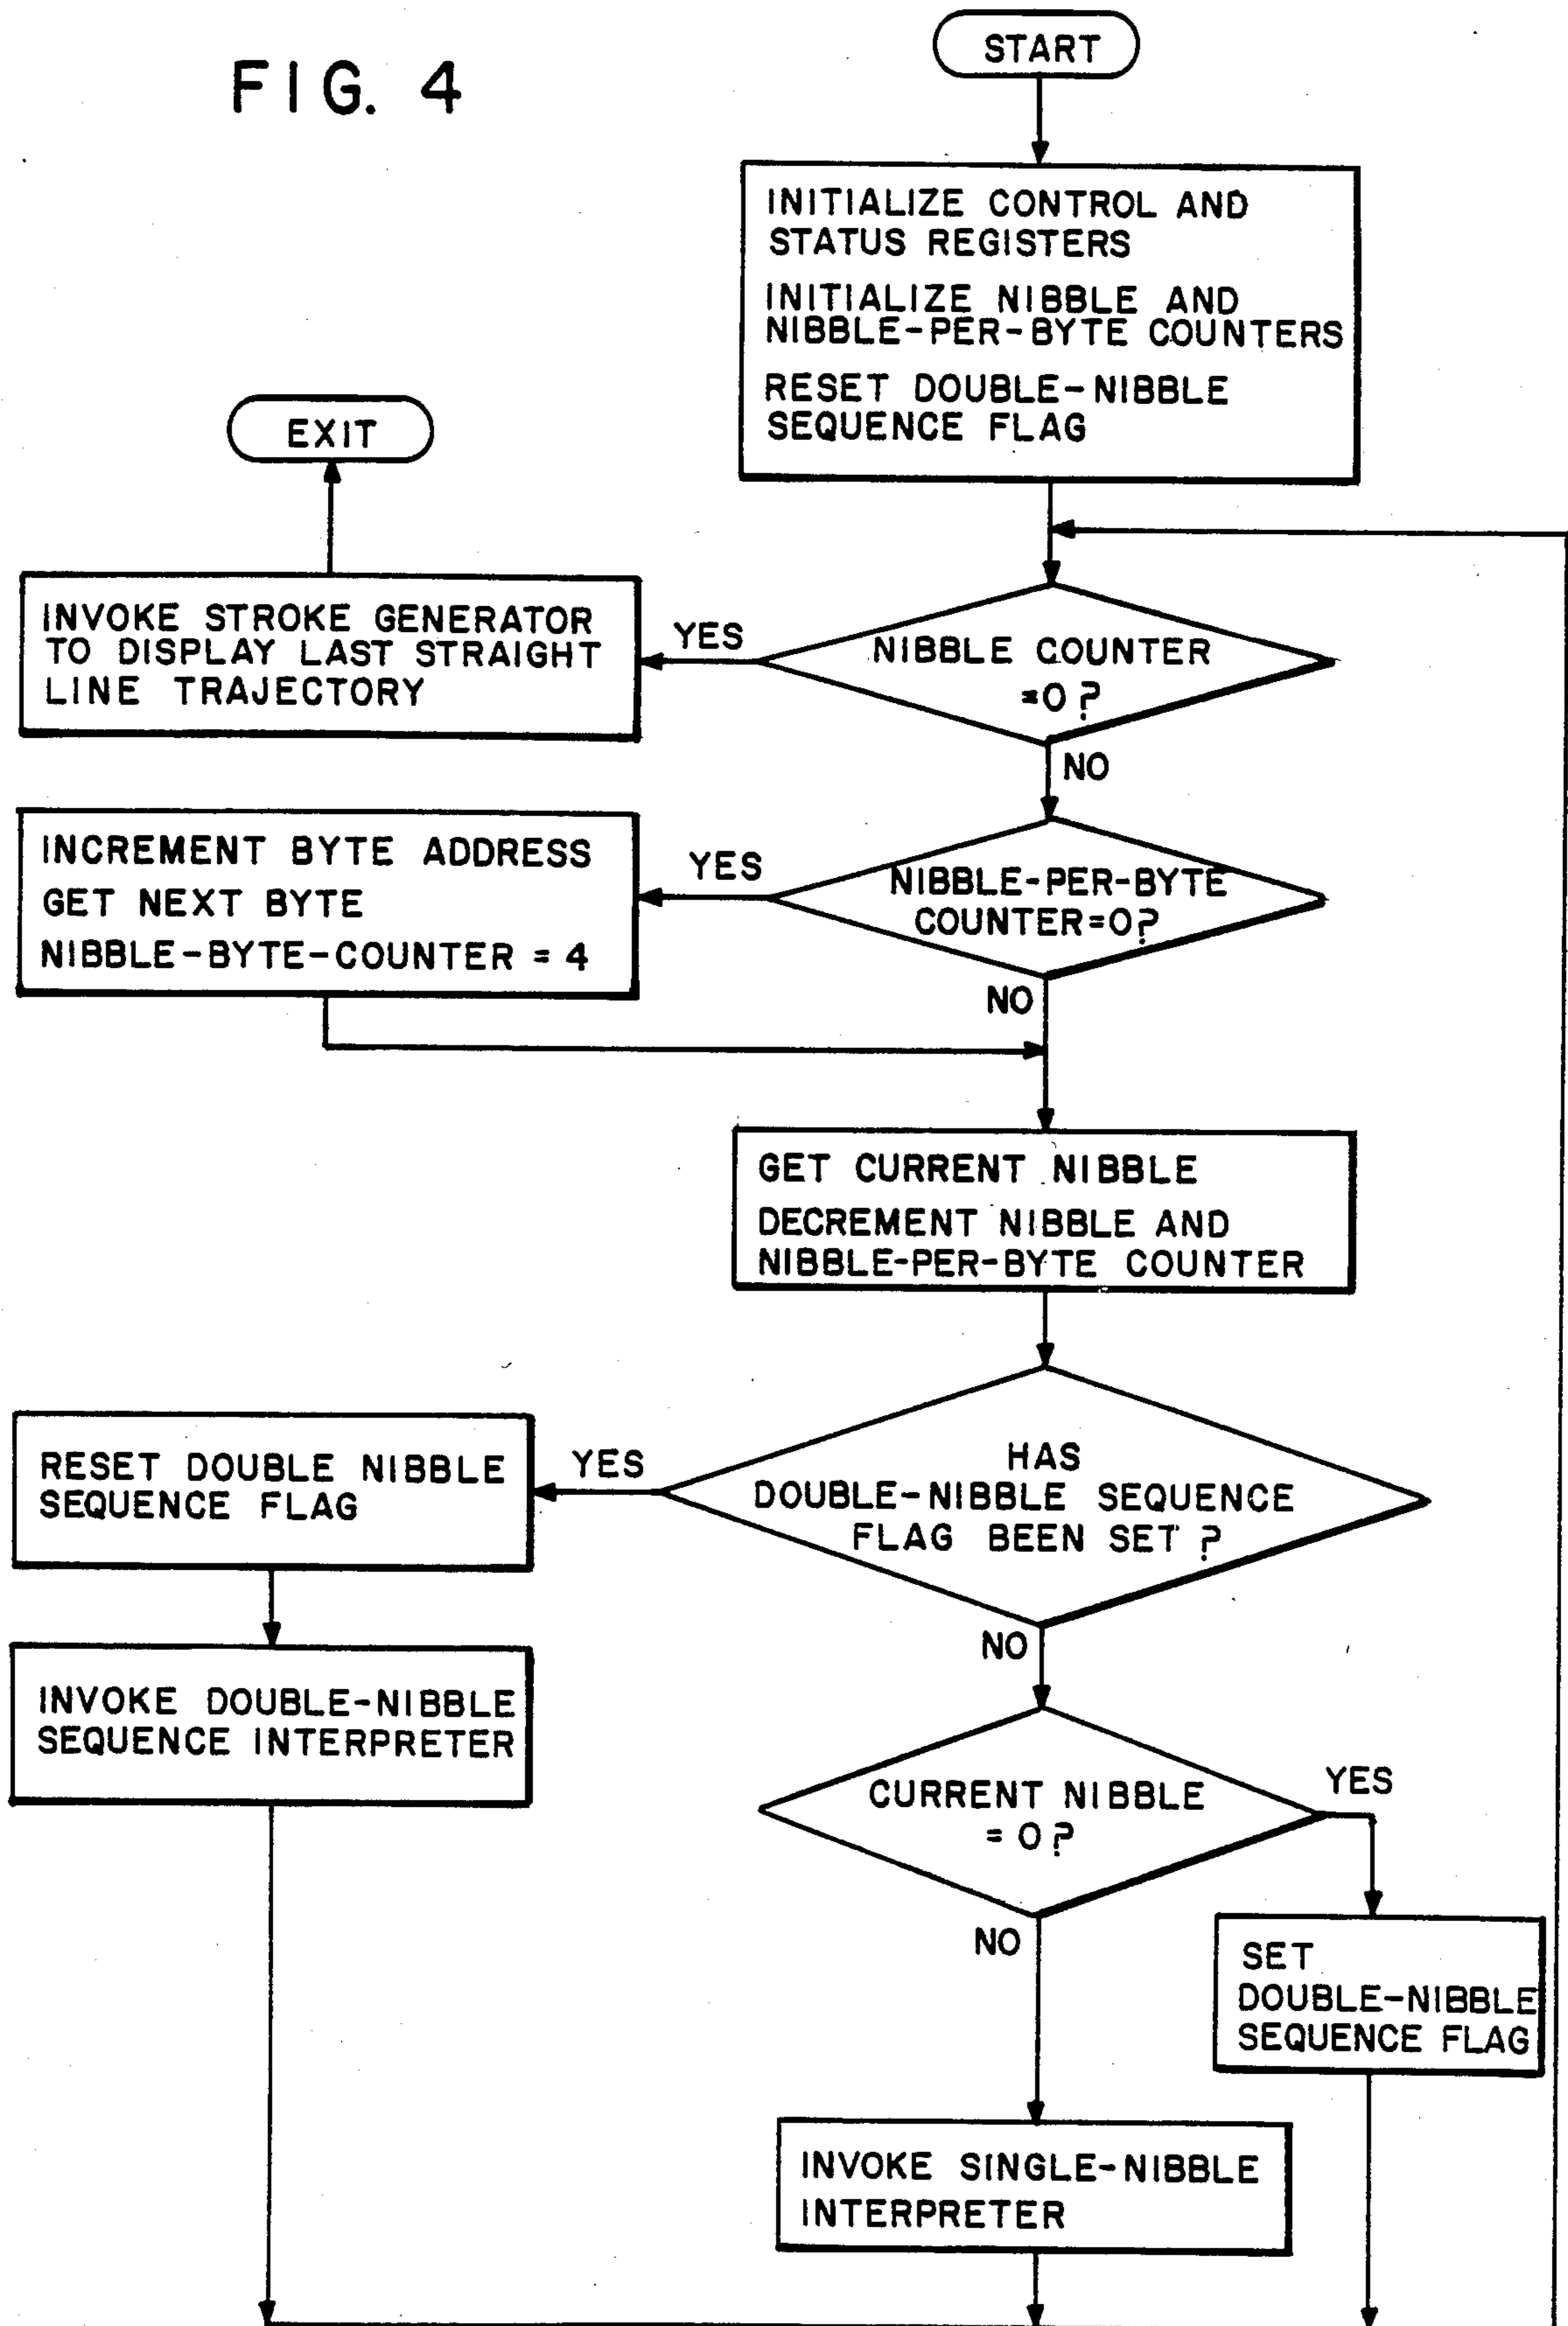 FIG. 4
START
INITIALIZE CONTROL AND
STATUS REGISTERS
INITIALIZE NIBBLE AND
NIBBLE-PER-BYTE COUNTERS
RESET DOUBLE-NIBBLE
SEQUENCE FLAG
EXIT
INVOKE STROKE GENERATOR
TO DISPLAY LAST STRAIGHT
LINE TRAJECTORY
YES
NIBBLE COUNTER
=0?
NO
INCREMENT BYTE ADDRESS
GET NEXT BYTE
NIBBLE-BYTE-COUNTER = 4
YES
NIBBLE-PER-BYTE
COUNTER=0?
NO
GET CURRENT NIBBLE
DECREMENT NIBBLE AND
NIBBLE-PER-BYTE COUNTER
RESET DOUBLE NIBBLE
SEQUENCE FLAG
YES
HAS
DOUBLE-NIBBLE SEQUENCE
FLAG BEEN SET ?
NO
INVOKE DOUBLE-NIBBLE
SEQUENCE INTERPRETER
CURRENT NIBBLE
= 0?
YES
NO
SET
DOUBLE-NIBBLE
SEQUENCE FLAG
INVOKE SINGLE-NIBBLE
INTERPRETER